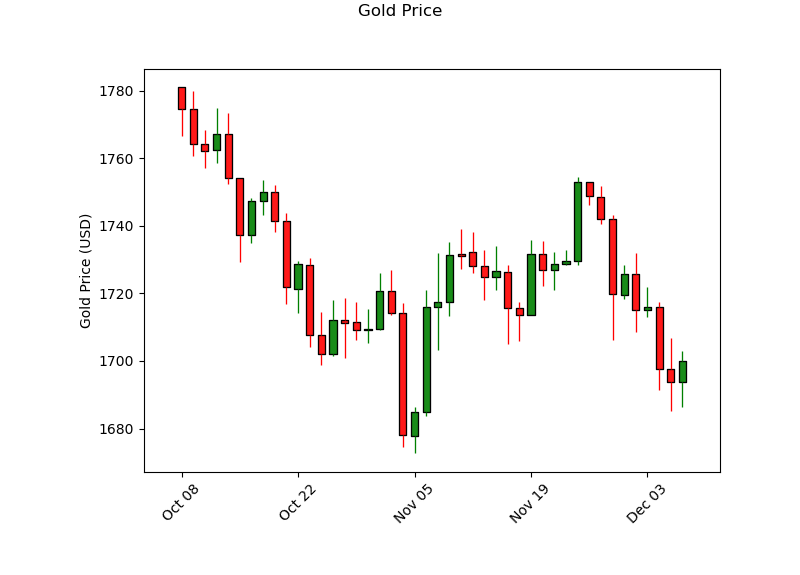 Gold Price
Gold Price (USD)
1780
1760
1740
1720
1700
1680
Oct 08
Oct 22
Nov 05
Nov 19
Dec 03